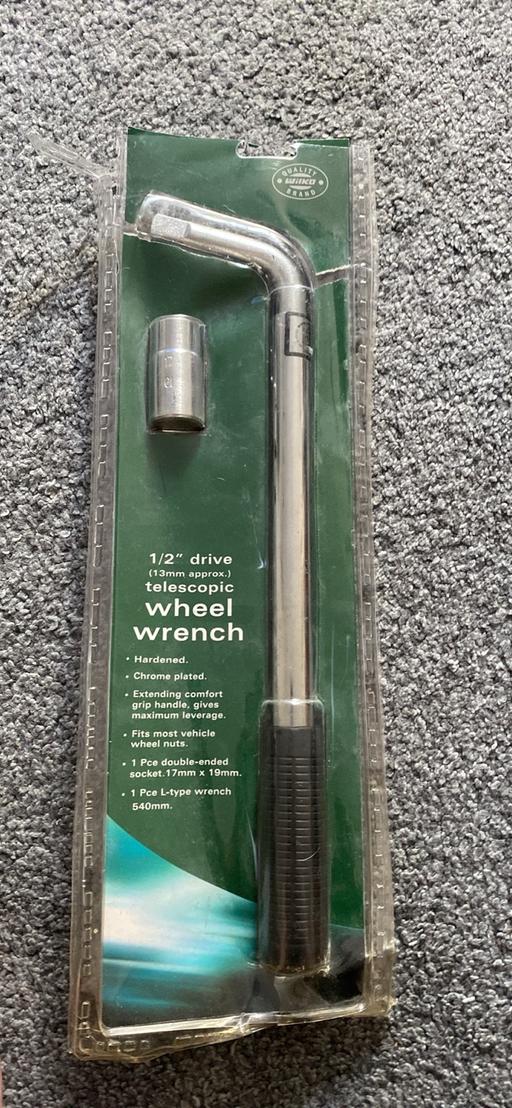 QUALITY
Wilko
BRAND
1/2" drive
(13mm approx.)
telescopic
wheel
wrench
• Hardened.
• Chrome plated.
• Extending comfort
grip handle, gives
maximum leverage.
• Fits most vehicle
wheel nuts.
• 1 Pce double-ended
socket.17mm x 19mm.
• 1 Pce L-type wrench
540mm.